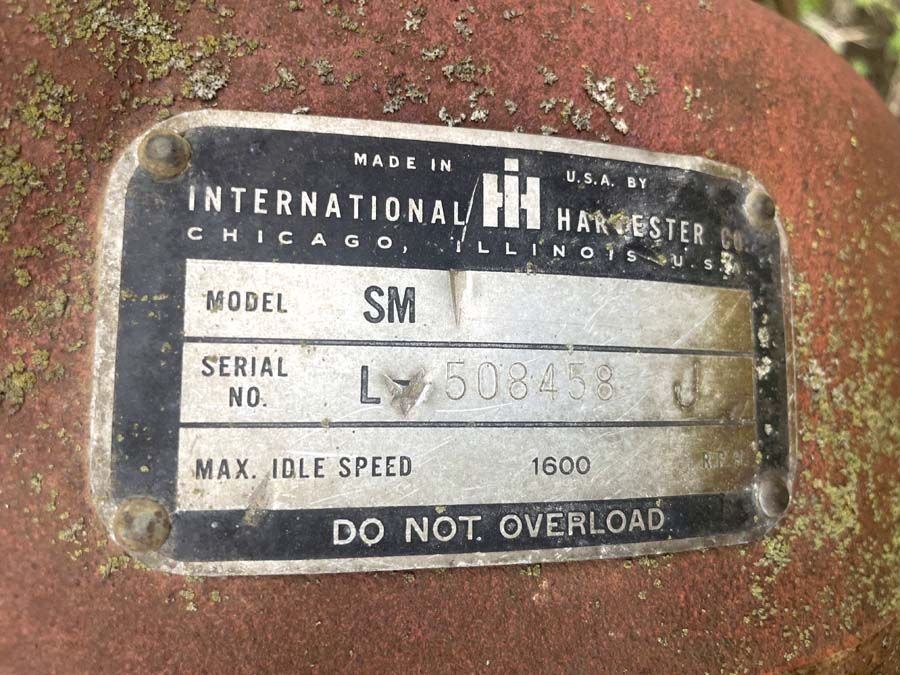 MADE IN IH U.S.A. BY
INTERNATIONAL HARVESTER CO.
CHICAGO, ILLINOIS U.S.A.
MODEL SM
SERIAL NO. L- 508458 J
MAX. IDLE SPEED 1600 R.P.M.
DO NOT OVERLOAD